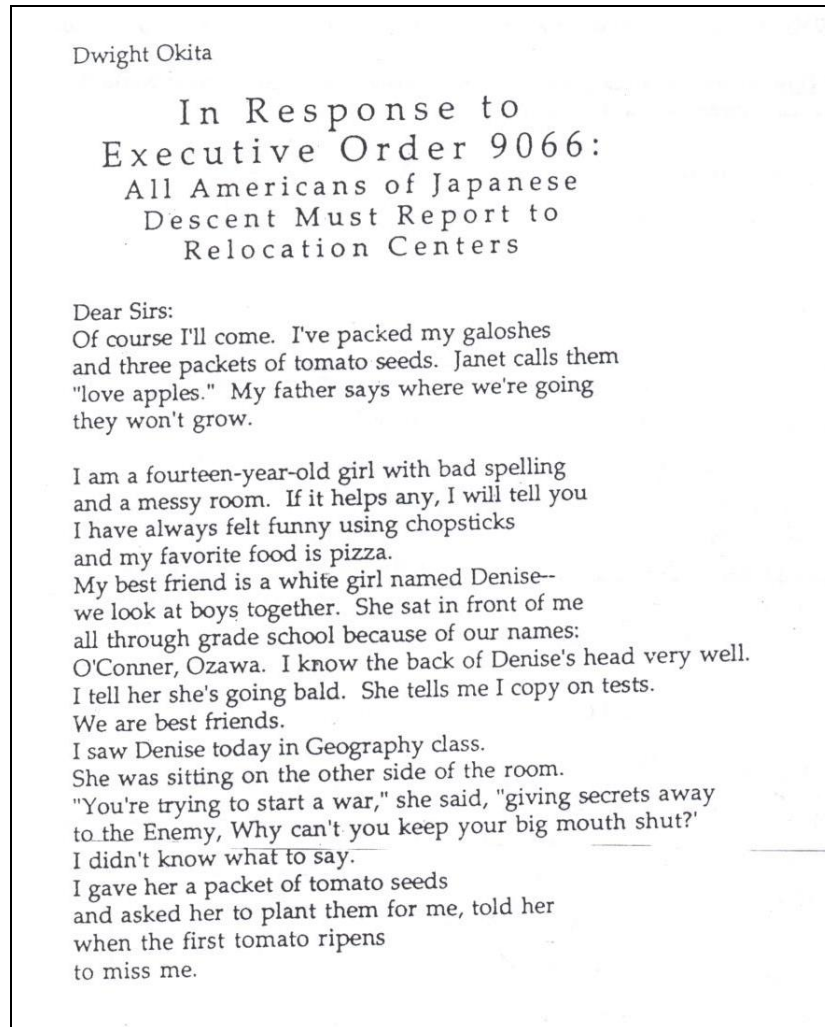 Dwight Okita
In Response to
Executive Order 9066:
All Americans of Japanese
Descent Must Report to
Relocation Centers
Dear Sirs:
Of course I'll come. I've packed my galoshes
and three packets of tomato seeds. Janet calls them
"love apples." My father says where we're going
they won't grow.
I am a fourteen-year-old girl with bad spelling
and a messy room. If it helps any, I will tell you
I have always felt funny using chopsticks
and my favorite food is pizza.
My best friend is a white girl named Denise--
we look at boys together. She sat in front of me
all through grade school because of our names:
O'Conner, Ozawa. I know the back of Denise's head very well.
I tell her she's going bald. She tells me I copy on tests.
We are best friends.
I saw Denise today in Geography class.
She was sitting on the other side of the room.
"You're trying to start a war," she said, "giving secrets away
to the Enemy, Why can't you keep your big mouth shut?'
I didn't know what to say.
I gave her a packet of tomato seeds
and asked her to plant them for me, told her
when the first tomato ripens
to miss me.